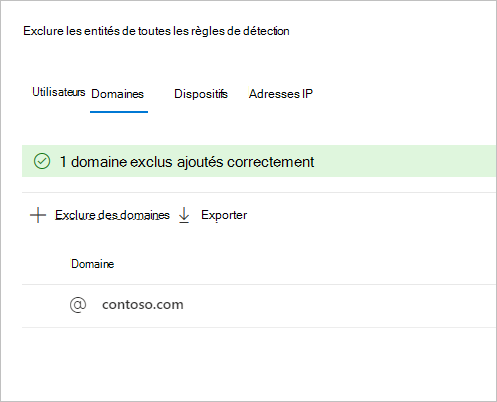 Exclure les entités de toutes les règles de détection
Utilisateurs Domaines Dispositifs Adresses IP
1 domaine exclus ajoutés correctement
Exclure des domaines Exporter
Domaine
@ contoso.com